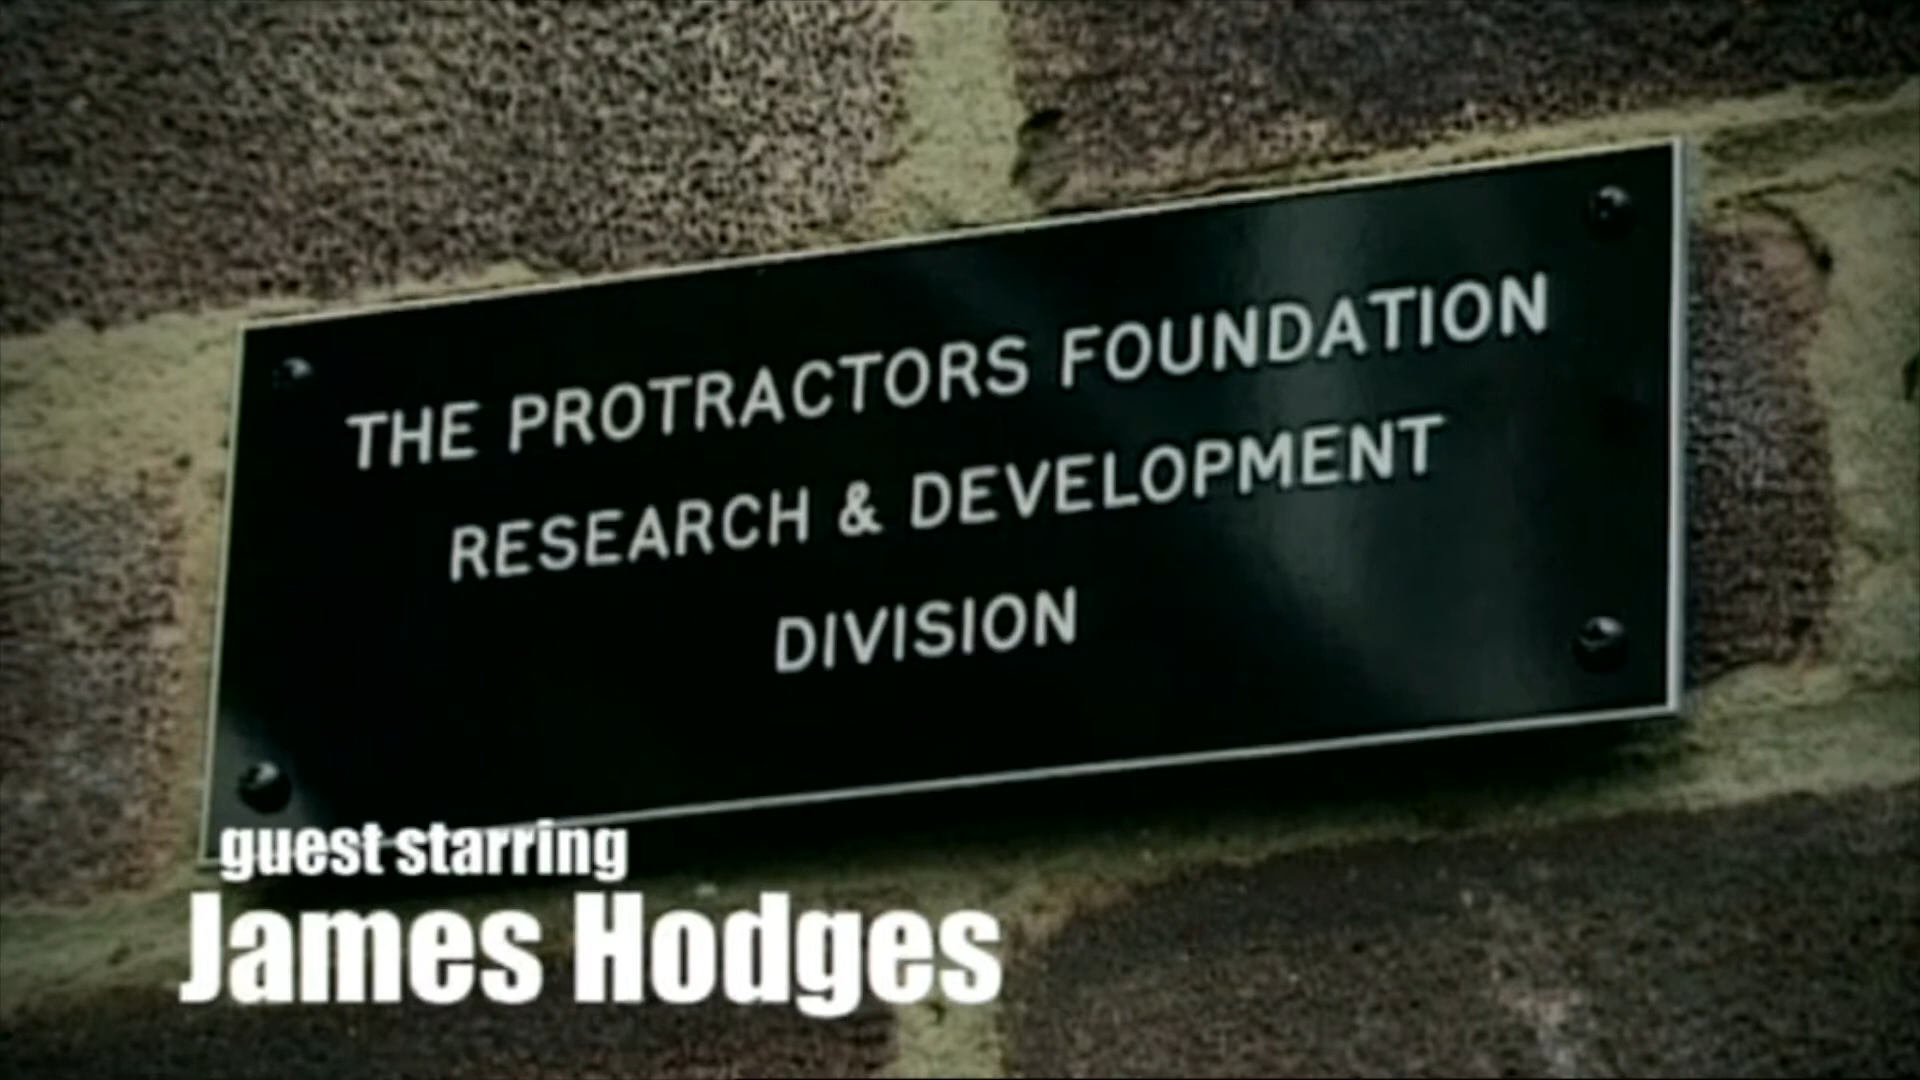 THE PROTRACTORS FOUNDATION
RESEARCH & DEVELOPMENT
DIVISION
guest starring
James Hodges